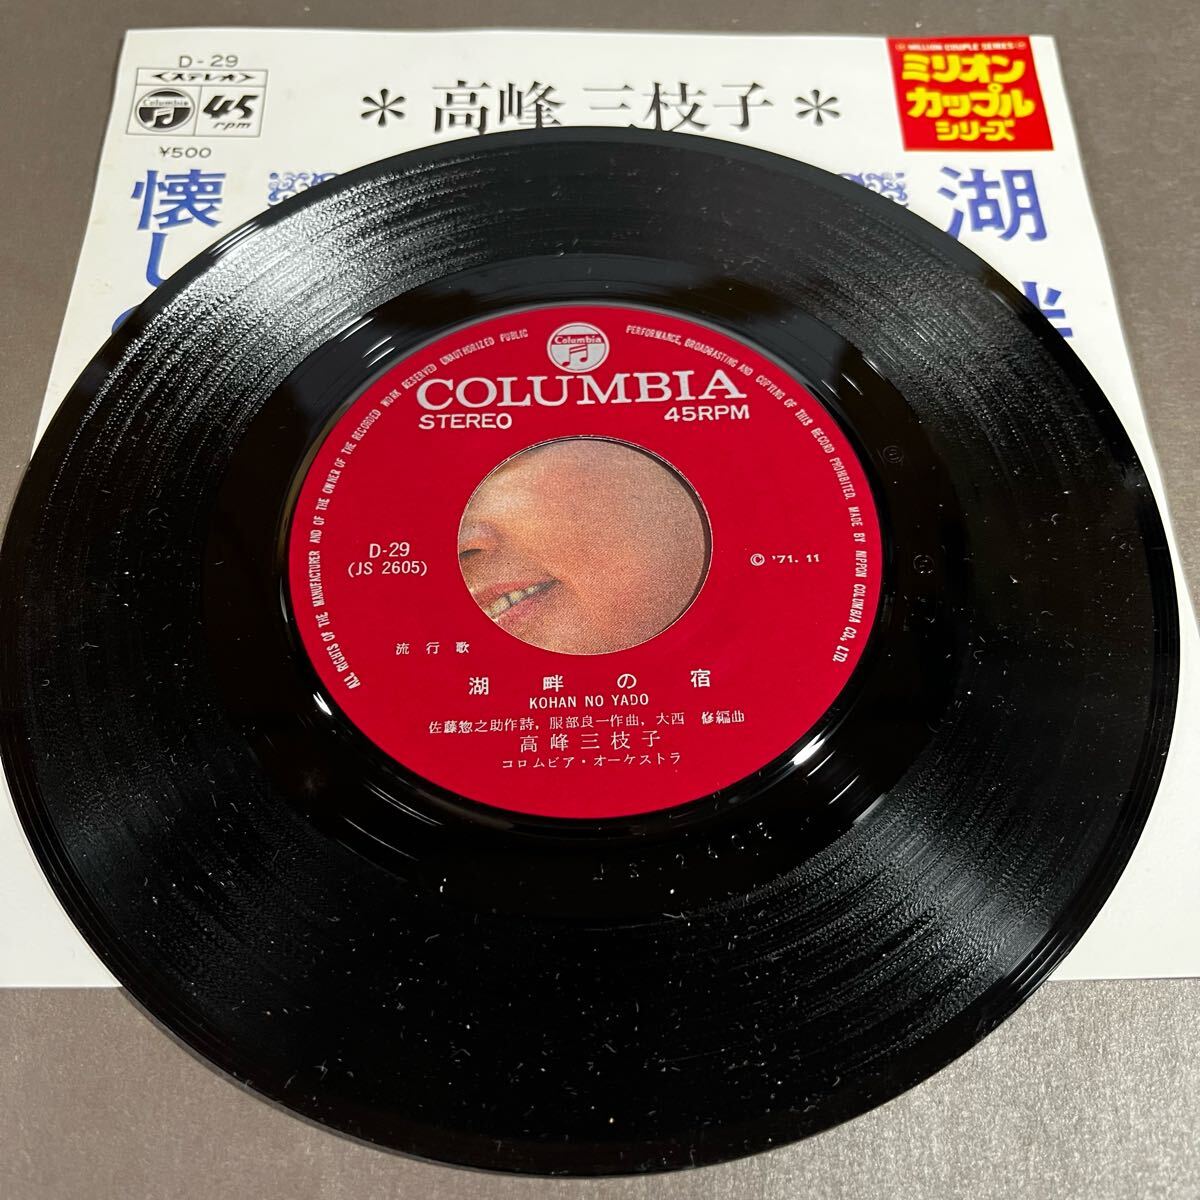 D-29
<ステレオ>
Columbia
45
rpm
¥500
*高峰三枝子*
MILLION COUPLE SERIES
ミリオン
カップル
シリーズ
懐し
湖畔
ALL RIGHTS OF THE MANUFACTURER AND OF THE OWNER OF THE RECORDED WORK RESERVED UNAUTHORIZED PUBLIC PERFORMANCE, BROADCASTING AND COPYING OF THIS RECORD PROHIBITED. MADE BY NIPPON COLUMBIA CO., LTD.
Columbia
COLUMBIA
STEREO 45RPM
D-29
(JS 2605)
© '71. 11
流行歌
湖畔の宿
KOHAN NO YADO
佐藤惣之助作詩, 服部良一作曲, 大西 修編曲
高峰三枝子
コロムビア・オーケストラ